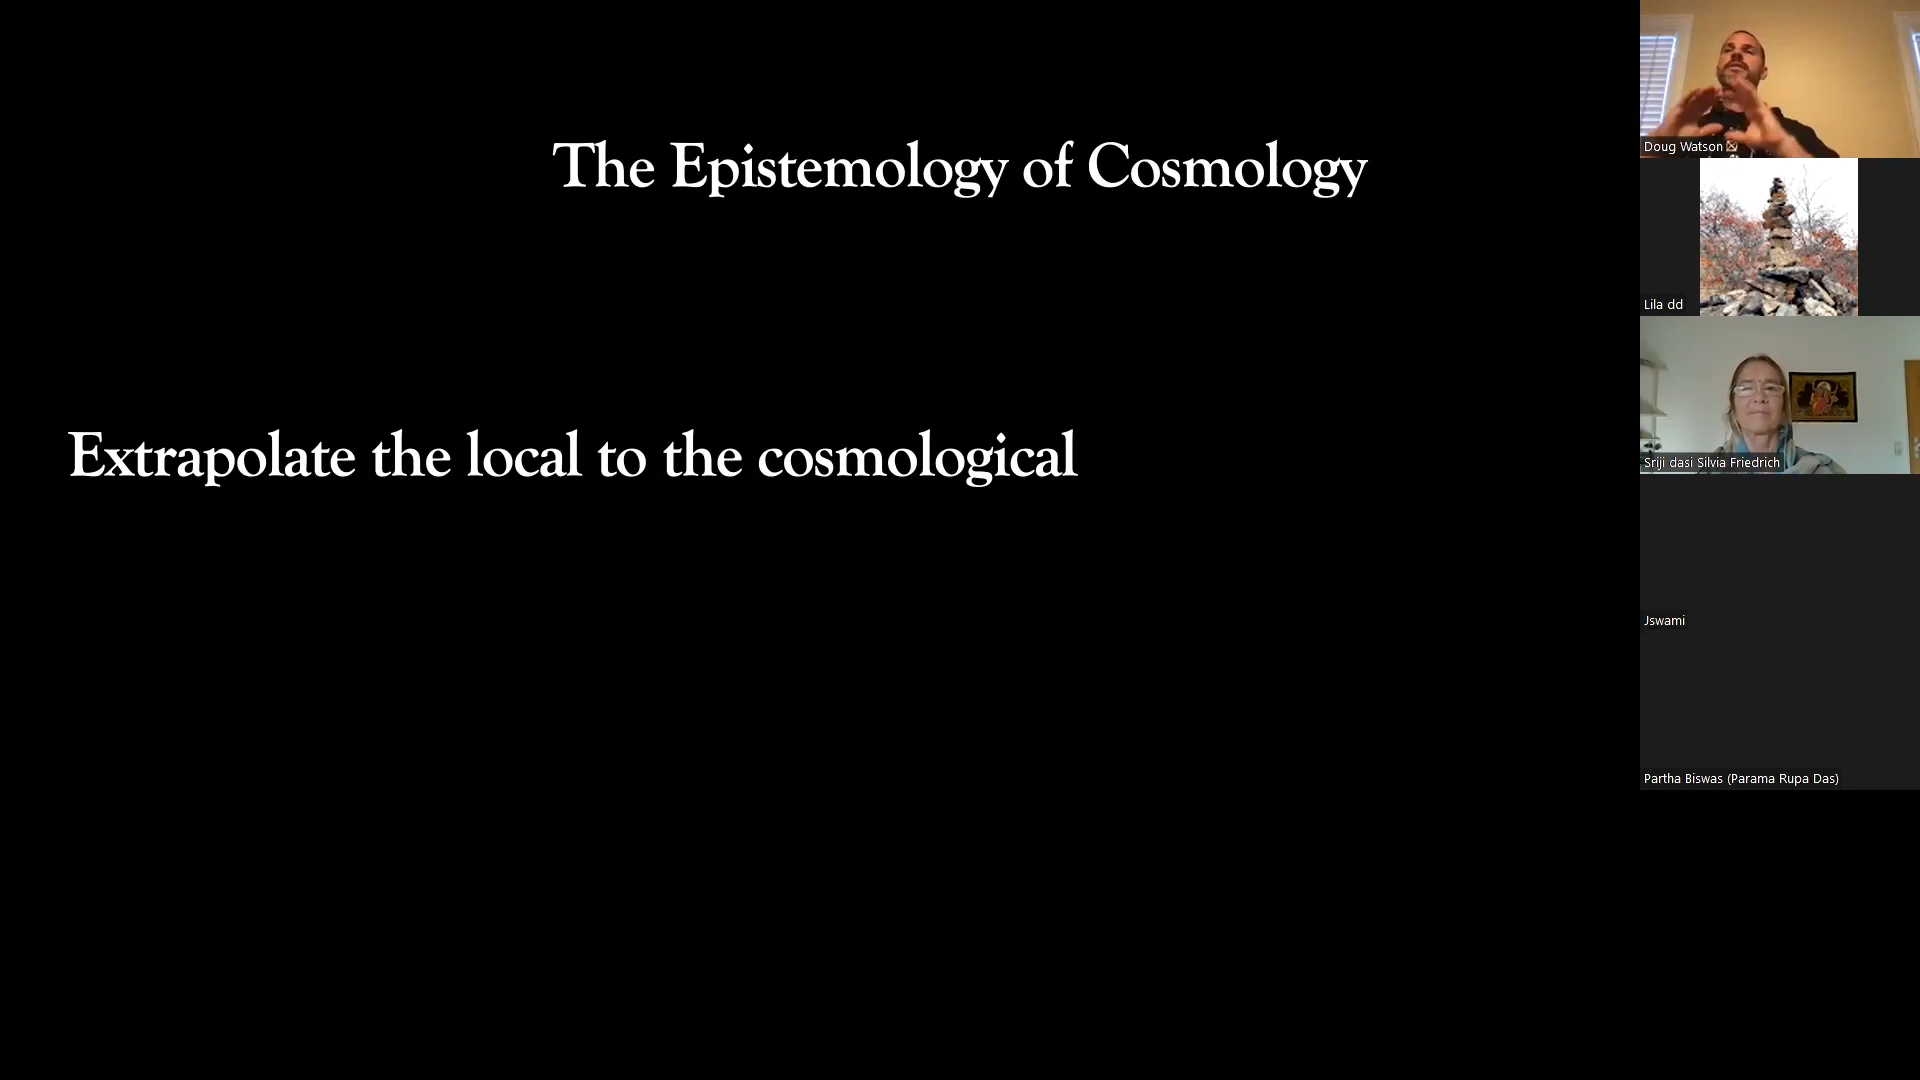 The Epistemology of Cosmology
Extrapolate the local to the cosmological
Doug Watson
Lila dd
Sriji dasi Silvia Friedrich
Jswami
Partha Biswas (Parama Rupa Das)